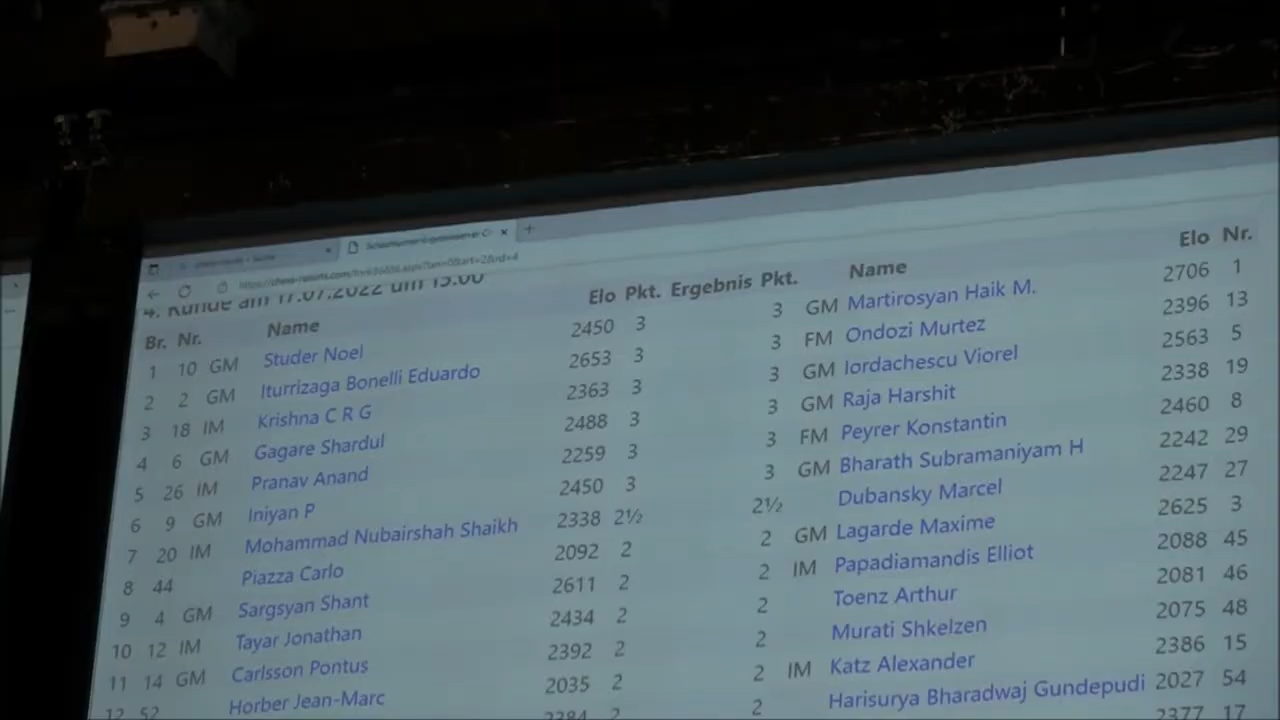 4. Runde am 17.07.2022 um 15:00
Br. Nr. Name Elo Pkt. Ergebnis Pkt. Name Elo Nr.
1 10 GM Studer Noel 2450 3 3 GM Martirosyan Haik M. 2706 1
2 2 GM Iturrizaga Bonelli Eduardo 2653 3 3 FM Ondozi Murtez 2396 13
3 18 IM Krishna C R G 2363 3 3 GM Iordachescu Viorel 2563 5
4 6 GM Gagare Shardul 2488 3 3 GM Raja Harshit 2338 19
5 26 IM Pranav Anand 2259 3 3 FM Peyrer Konstantin 2460 8
6 9 GM Iniyan P 2450 3 3 GM Bharath Subramaniyam H 2242 29
7 20 IM Mohammad Nubairshah Shaikh 2338 2½ 2½ Dubansky Marcel 2247 27
8 44 Piazza Carlo 2092 2 2 GM Lagarde Maxime 2625 3
9 4 GM Sargsyan Shant 2611 2 2 IM Papadiamandis Elliot 2088 45
10 12 IM Tayar Jonathan 2434 2 2 Toenz Arthur 2081 46
11 14 GM Carlsson Pontus 2392 2 2 Murati Shkelzen 2075 48
12 52 Horber Jean-Marc 2035 2 2 IM Katz Alexander 2386 15
2384 2 2 Harisurya Bharadwaj Gundepudi 2027 54
2377 17